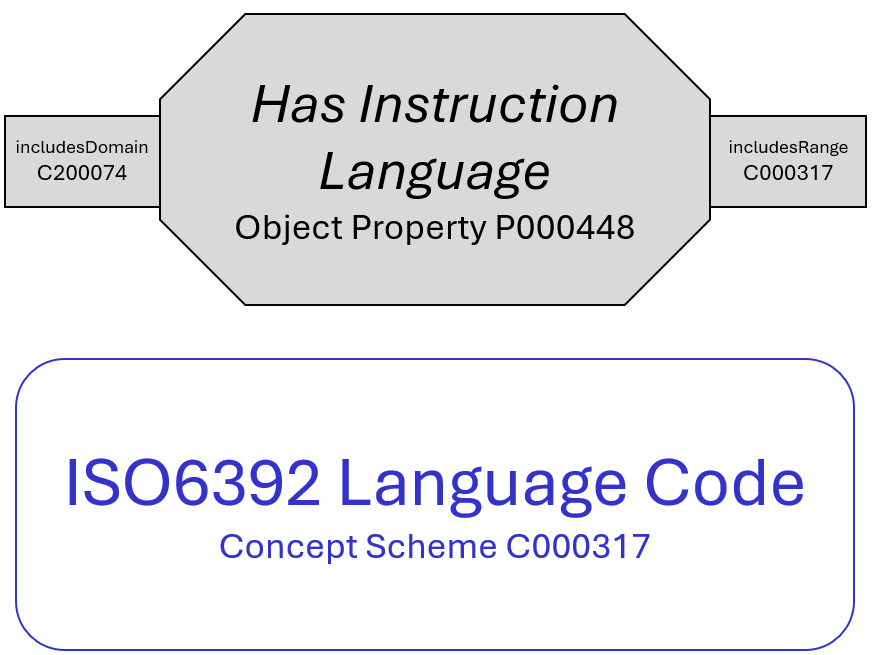 Has Instruction
Language
Object Property P000448
includesDomain
C200074
includesRange
C000317
ISO6392 Language Code
Concept Scheme C000317